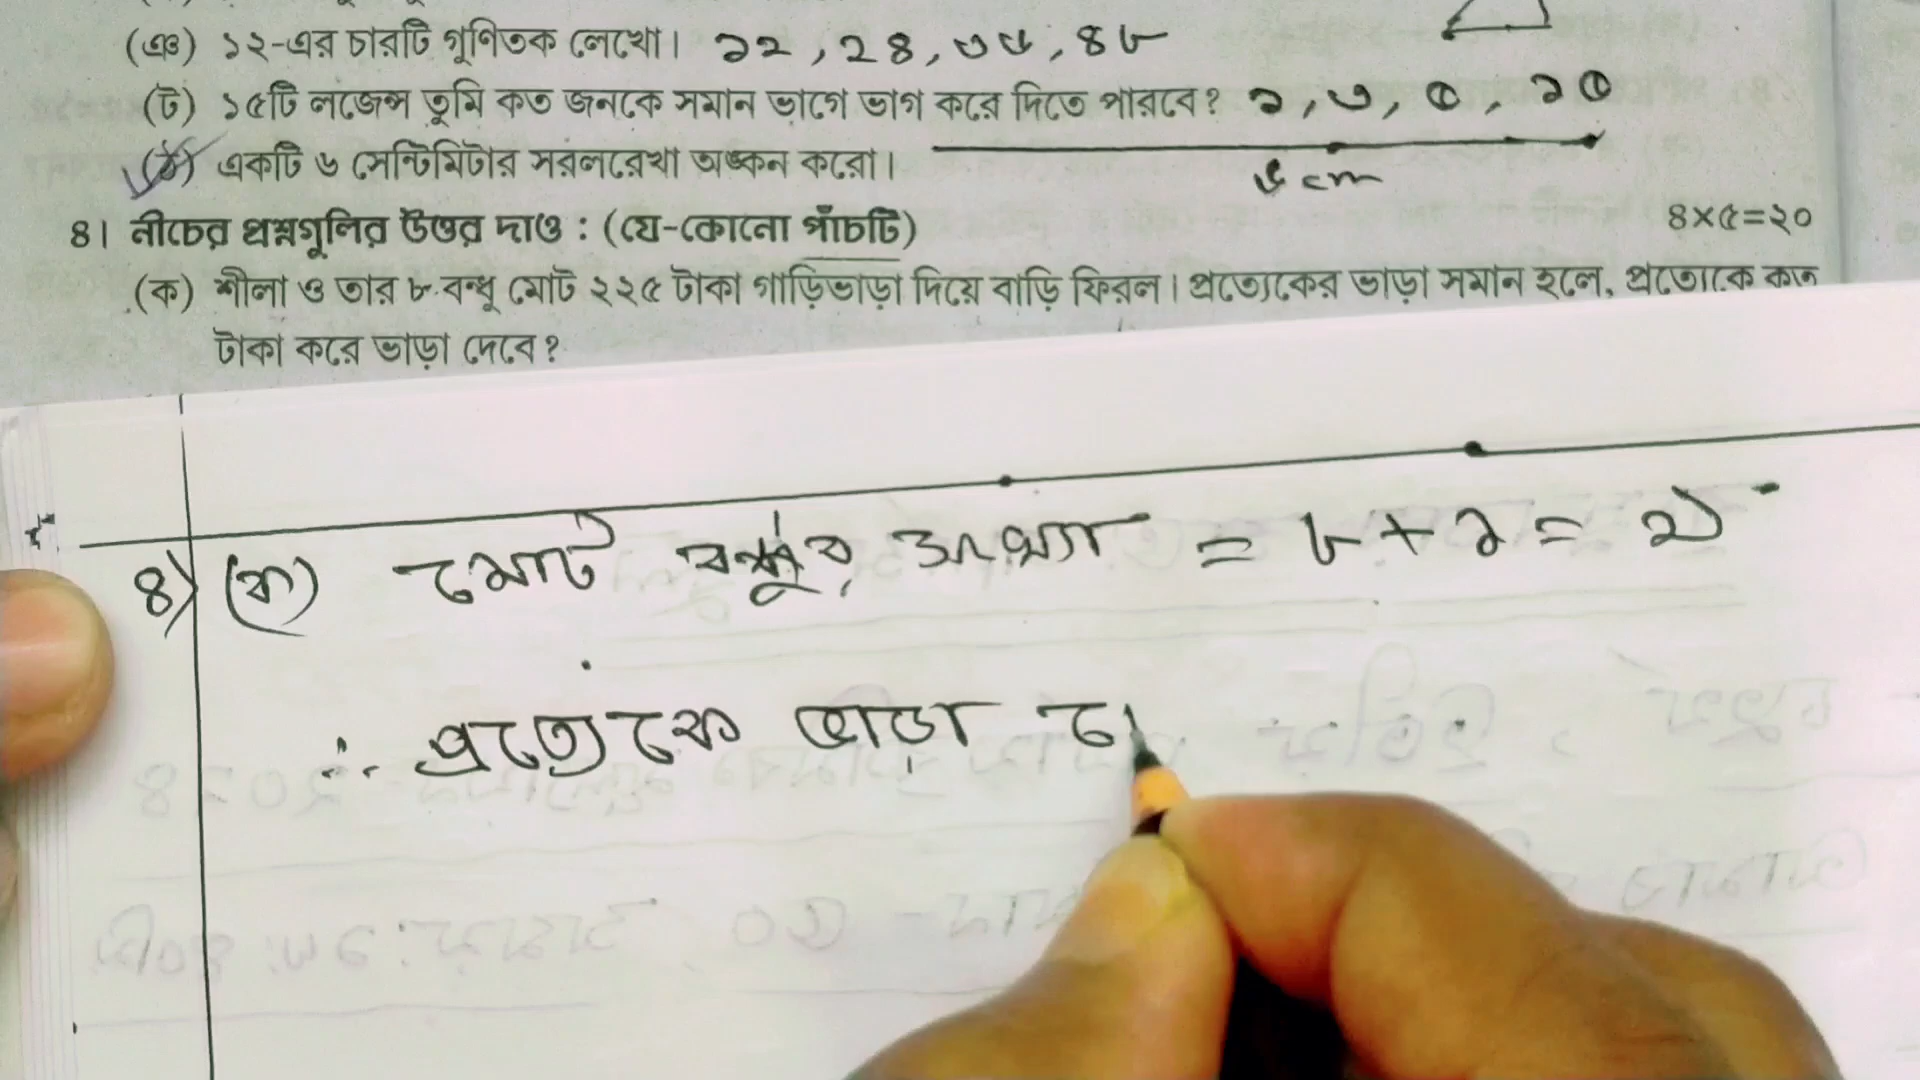 (ঞ) ১২-এর চারটি গুণিতক লেখো। ১২, ২৪, ৩৬, ৪৮
(ট) ১৫টি লজেন্স তুমি কত জনকে সমান ভাগে ভাগ করে দিতে পারবে? ১, ৩, ৫, ১৫
(ঠ) একটি ৬ সেন্টিমিটার সরলরেখা অঙ্কন করো।
৬ cm
৪। নীচের প্রশ্নগুলির উত্তর দাও : (যে-কোনো পাঁচটি) ৪×৫=২০
(ক) শীলা ও তার ৮ বন্ধু মোট ২২৫ টাকা গাড়িভাড়া দিয়ে বাড়ি ফিরল। প্রত্যেকের ভাড়া সমান হলে, প্রত্যেকে কত
টাকা করে ভাড়া দেবে?
৪) (ক) মোট বন্ধুর সংখ্যা = ৮ + ১ = ৯
∴ প্রত্যেকে ভাড়া